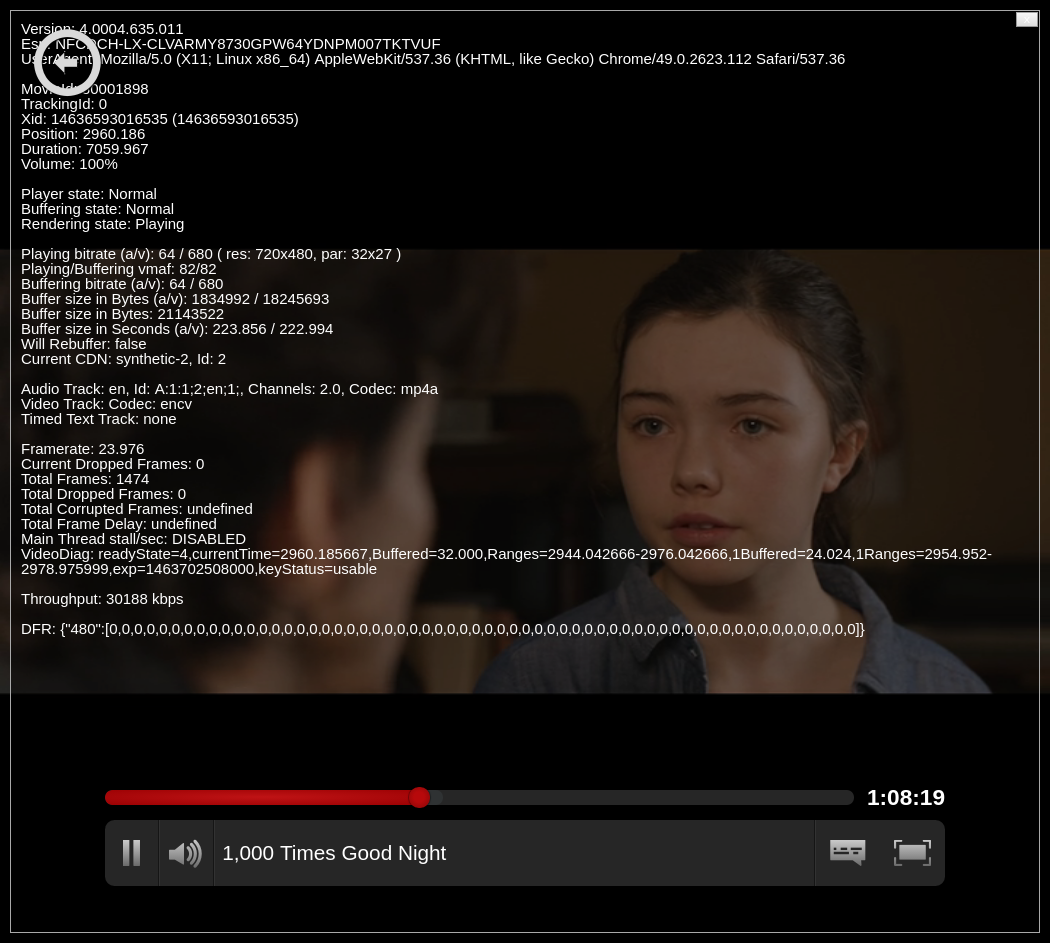 Version: 4.0004.635.011
Esn: NFCDCH-LX-CLVARMY8730GPW64YDNPM007TKTVUF
UserAgent: Mozilla/5.0 (X11; Linux x86_64) AppleWebKit/537.36 (KHTML, like Gecko) Chrome/49.0.2623.112 Safari/537.36
MovieId: 80001898
TrackingId: 0
Xid: 14636593016535 (14636593016535)
Position: 2960.186
Duration: 7059.967
Volume: 100%
Player state: Normal
Buffering state: Normal
Rendering state: Playing
Playing bitrate (a/v): 64 / 680 ( res: 720x480, par: 32x27 )
Playing/Buffering vmaf: 82/82
Buffering bitrate (a/v): 64 / 680
Buffer size in Bytes (a/v): 1834992 / 18245693
Buffer size in Bytes: 21143522
Buffer size in Seconds (a/v): 223.856 / 222.994
Will Rebuffer: false
Current CDN: synthetic-2, Id: 2
Audio Track: en, Id: A:1:1;2;en;1;, Channels: 2.0, Codec: mp4a
Video Track: Codec: encv
Timed Text Track: none
Framerate: 23.976
Current Dropped Frames: 0
Total Frames: 1474
Total Dropped Frames: 0
Total Corrupted Frames: undefined
Total Frame Delay: undefined
Main Thread stall/sec: DISABLED
VideoDiag: readyState=4,currentTime=2960.185667,Buffered=32.000,Ranges=2944.042666-2976.042666,1Buffered=24.024,1Ranges=2954.952-
2978.975999,exp=1463702508000,keyStatus=usable
Throughput: 30188 kbps
DFR: {"480":[0,0,0,0,0,0,0,0,0,0,0,0,0,0,0,0,0,0,0,0,0,0,0,0,0,0,0,0,0,0,0,0,0,0,0,0,0,0,0,0,0,0,0,0,0,0,0,0,0,0,0,0,0,0,0,0,0,0,0,0]}
1:08:19
1,000 Times Good Night